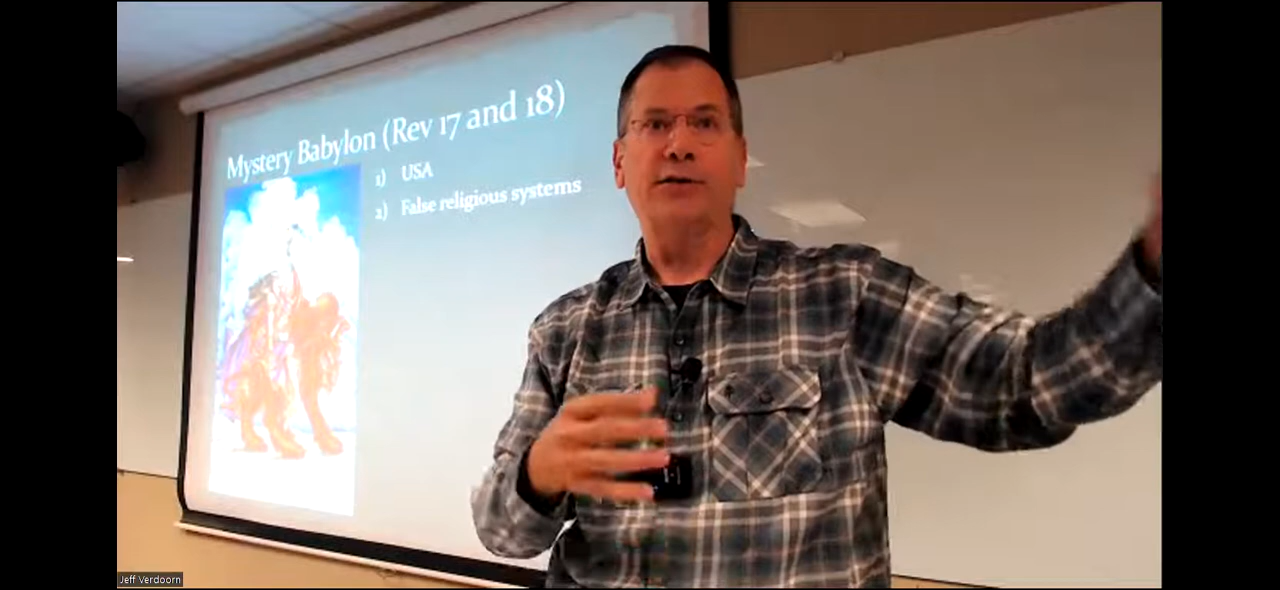 Mystery Babylon (Rev 17 and 18)
1) USA
2) False religious systems
Jeff Verdoorn